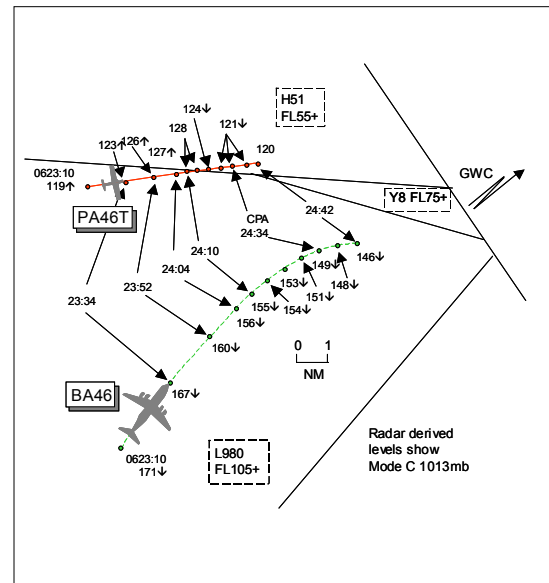 H51
FL55+
124↓
121↓
126↑
128
123↑
127↑
120
0623:10
119↑
GWC
Y8 FL75+
PA46T
CPA
24:34
24:42
24:10
24:04
23:52
23:34
146↓
149↓
148↓
153↓
151↓
155↓
154↓
156↓
160↓
0 1
NM
167↓
BA46
0623:10
171↓
L980
FL105+
Radar derived
levels show
Mode C 1013mb